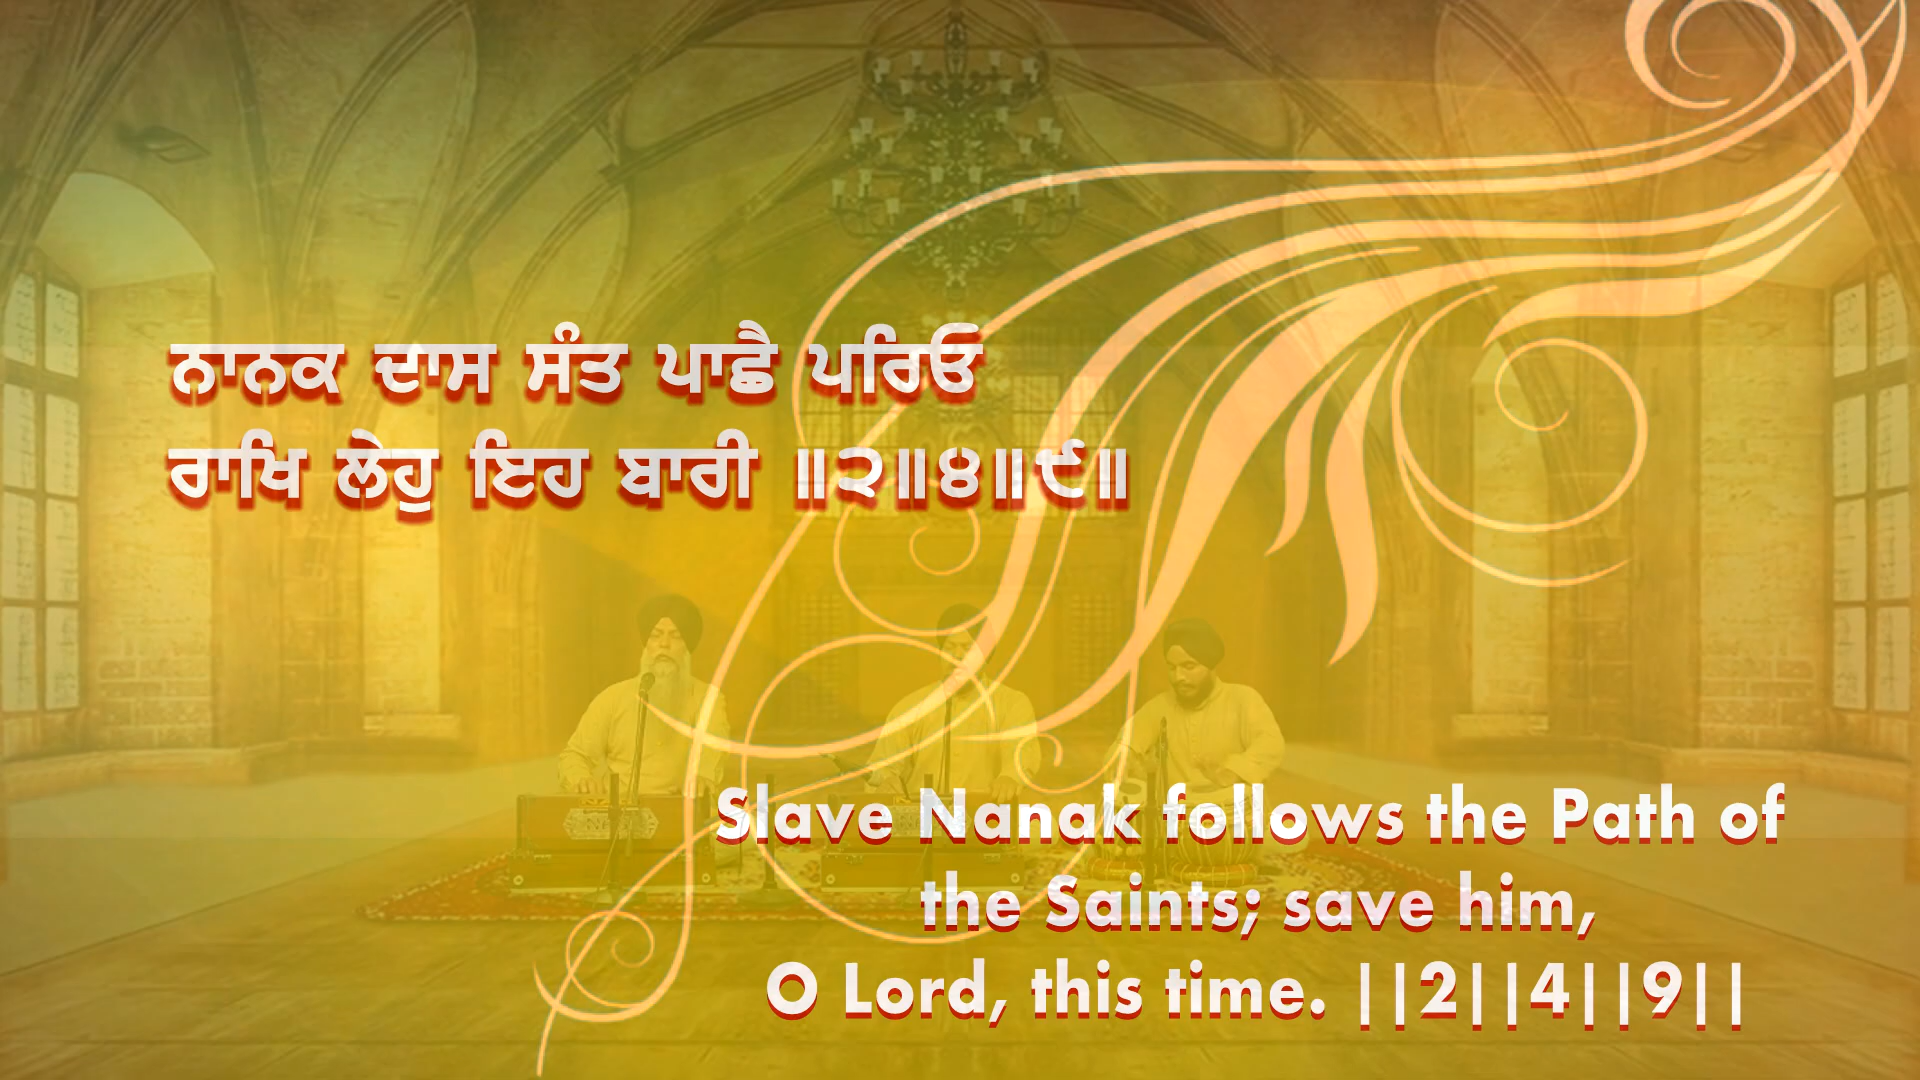 ਨਾਨਕ ਦਾਸ ਸੰਤ ਪਾਛੈ ਪਰਿਓ
ਰਾਖਿ ਲੇਹੁ ਇਹ ਬਾਰੀ ॥੨॥੪॥੯॥
Slave Nanak follows the Path of
the Saints; save him,
O Lord, this time. ||2||4||9||